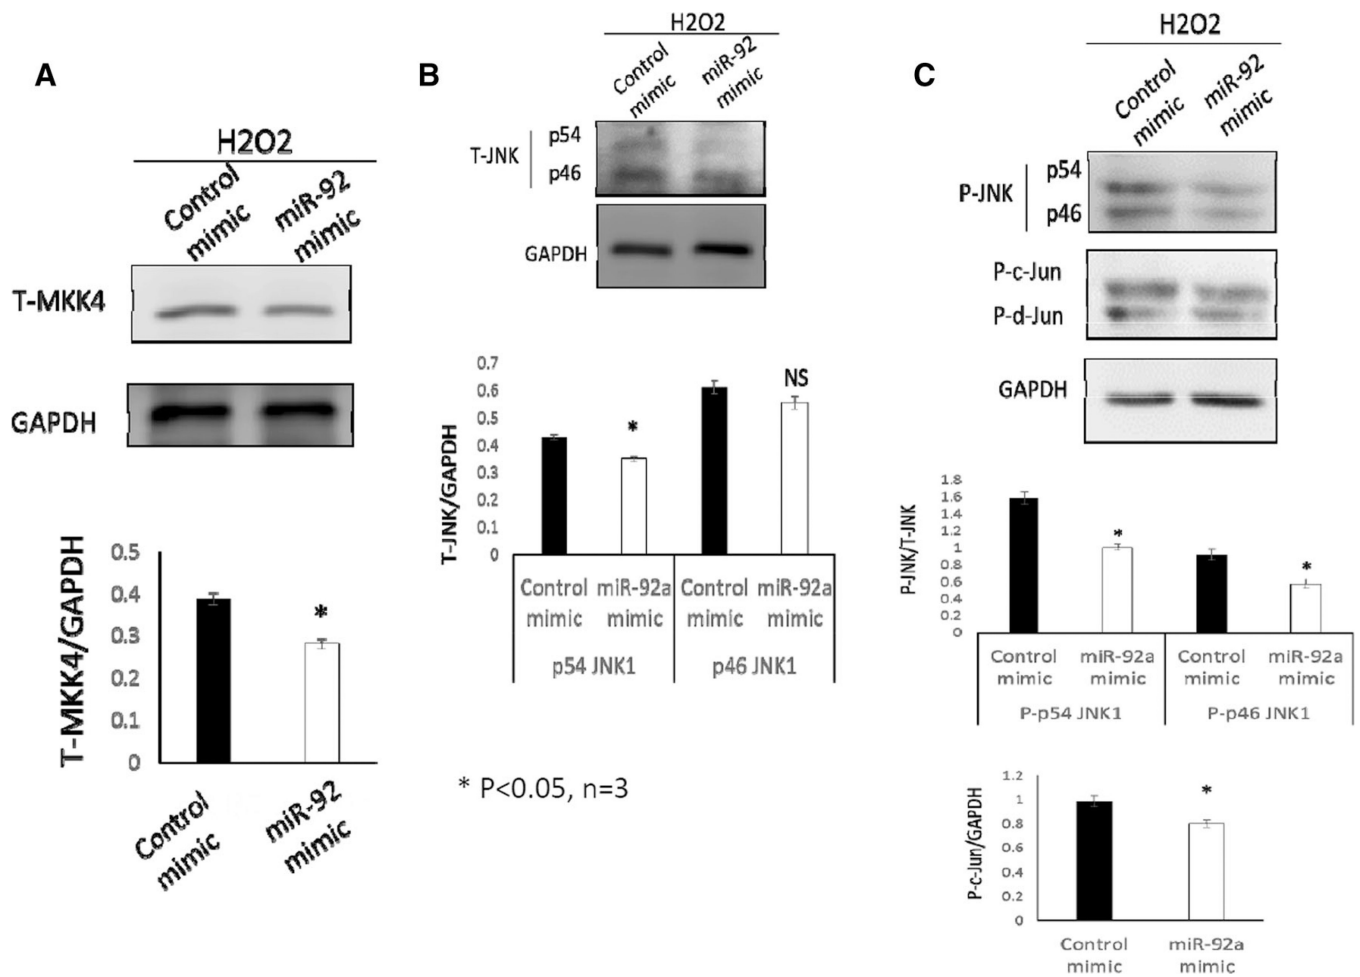 A
H2O2
Control mimic
miR-92 mimic
T-MKK4
GAPDH
T-MKK4/GAPDH
0.5
0.4
0.3
0.2
0.1
0
*
Control mimic
miR-92 mimic
B
H2O2
Control mimic
miR-92 mimic
T-JNK
p54
p46
GAPDH
T-JNK/GAPDH
0.7
0.6
0.5
0.4
0.3
0.2
0.1
0
*
NS
Control mimic
miR-92a mimic
Control mimic
miR-92a mimic
p54 JNK1
p46 JNK1
* P<0.05, n=3
C
H2O2
Control mimic
miR-92 mimic
P-JNK
p54
p46
P-c-Jun
P-d-Jun
GAPDH
P-JNK/T-JNK
1.8
1.6
1.4
1.2
1
0.8
0.6
0.4
0.2
0
*
*
Control mimic
miR-92a mimic
Control mimic
miR-92a mimic
P-p54 JNK1
P-p46 JNK1
P-c-Jun/GAPDH
1.2
1
0.8
0.6
0.4
0.2
0
*
Control mimic
miR-92a mimic